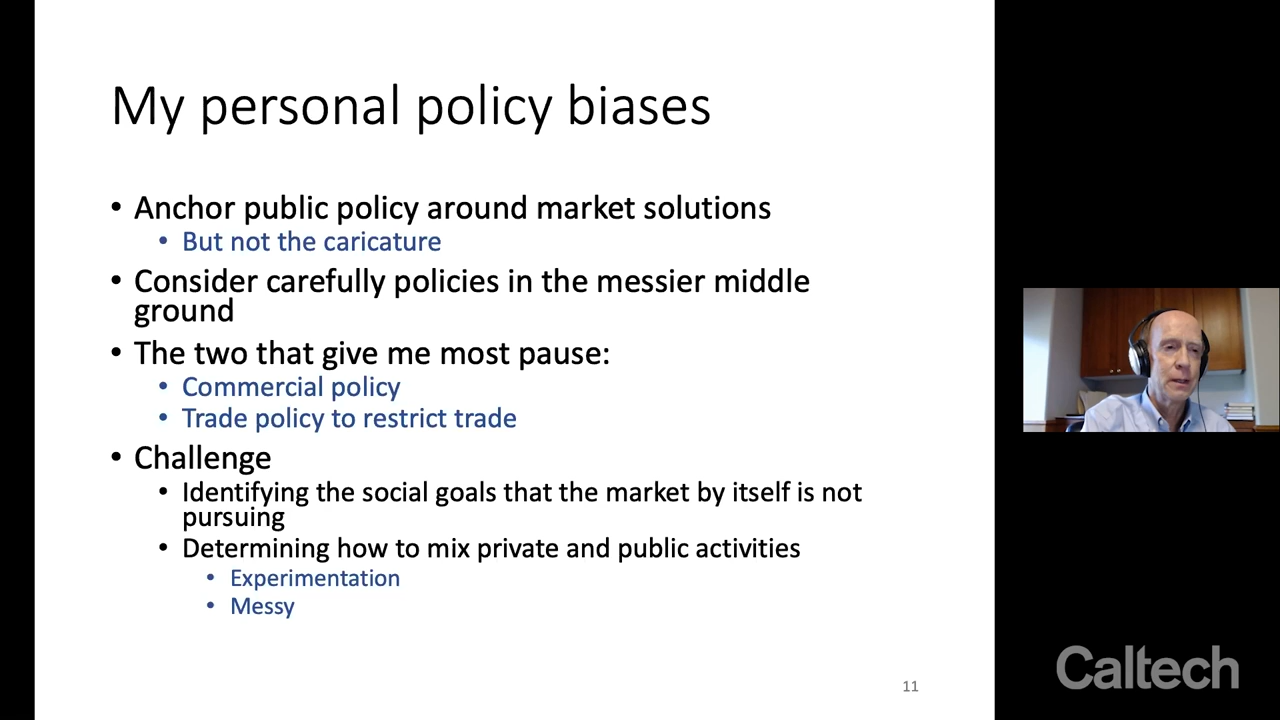 My personal policy biases
• Anchor public policy around market solutions
• But not the caricature
• Consider carefully policies in the messier middle
ground
• The two that give me most pause:
• Commercial policy
• Trade policy to restrict trade
• Challenge
• Identifying the social goals that the market by itself is not
pursuing
• Determining how to mix private and public activities
• Experimentation
• Messy
11
Caltech